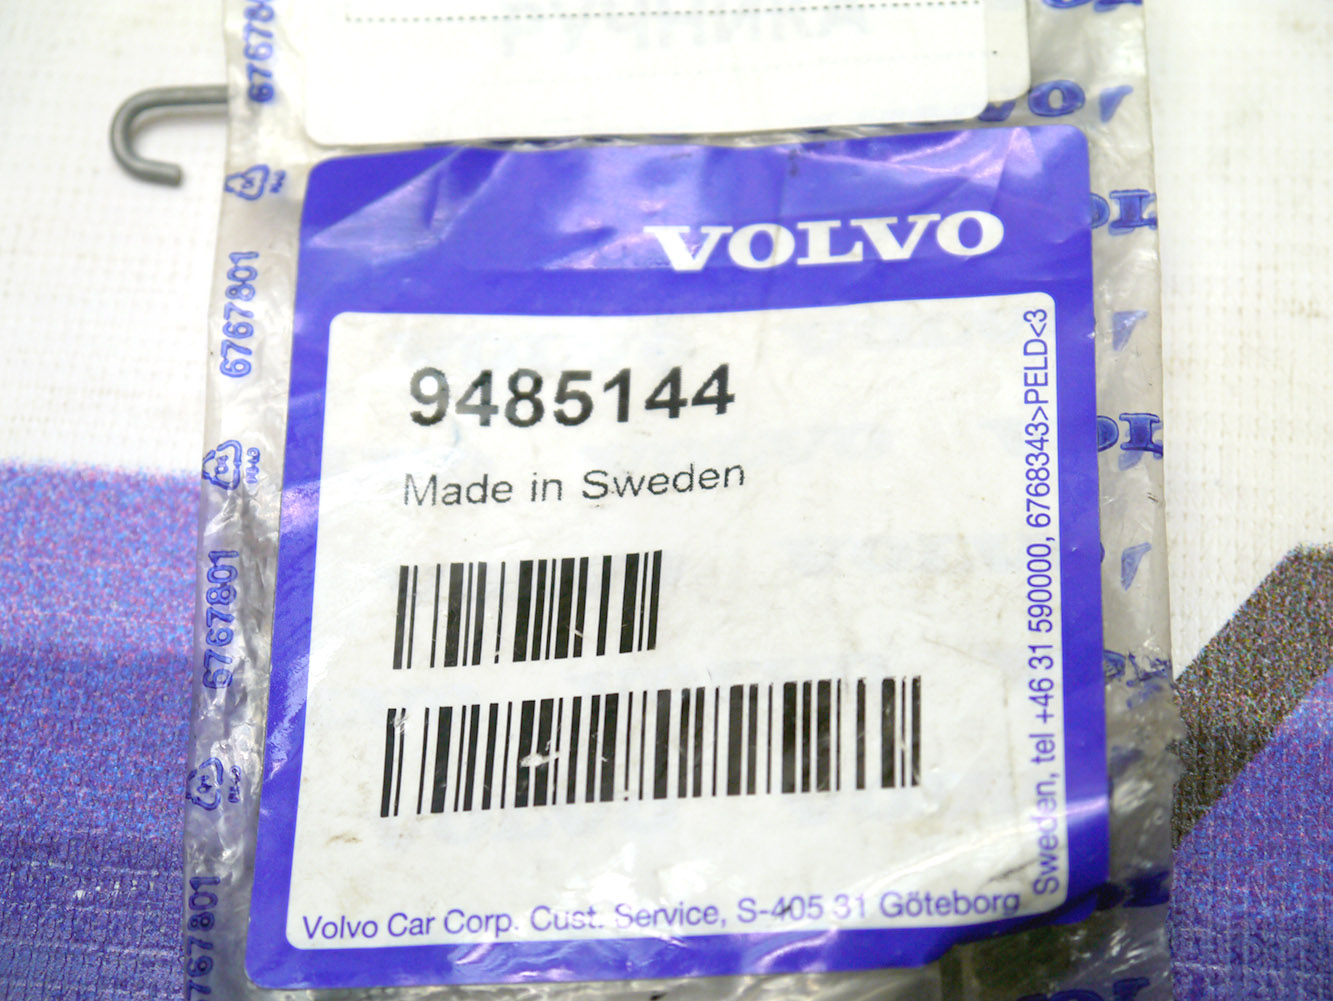 VOLVO
9485144
Made in Sweden
Volvo Car Corp. Cust. Service, S-405 31 Göteborg
Sweden, tel +46 31 590000, 6768343>PELD<3
67678
6767801
6767801
6767801